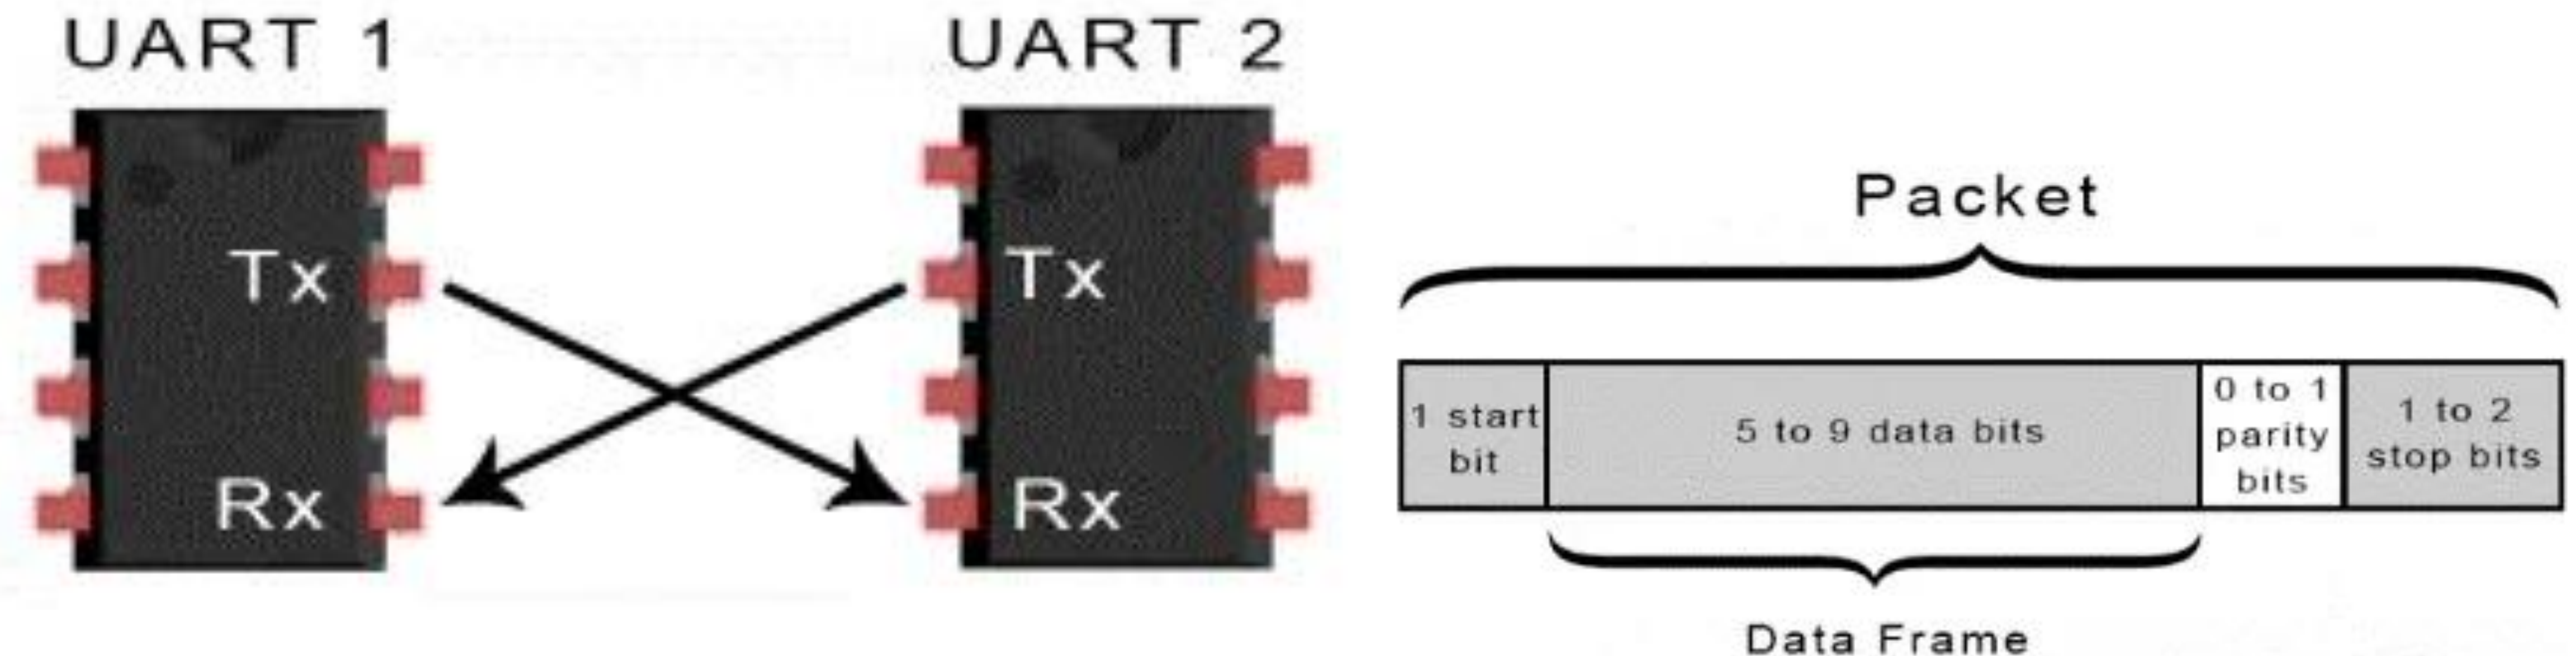 UART 1
UART 2
Tx
Rx
Tx
Rx
Packet
1 start
bit
5 to 9 data bits
0 to 1
parity
bits
1 to 2
stop bits
Data Frame